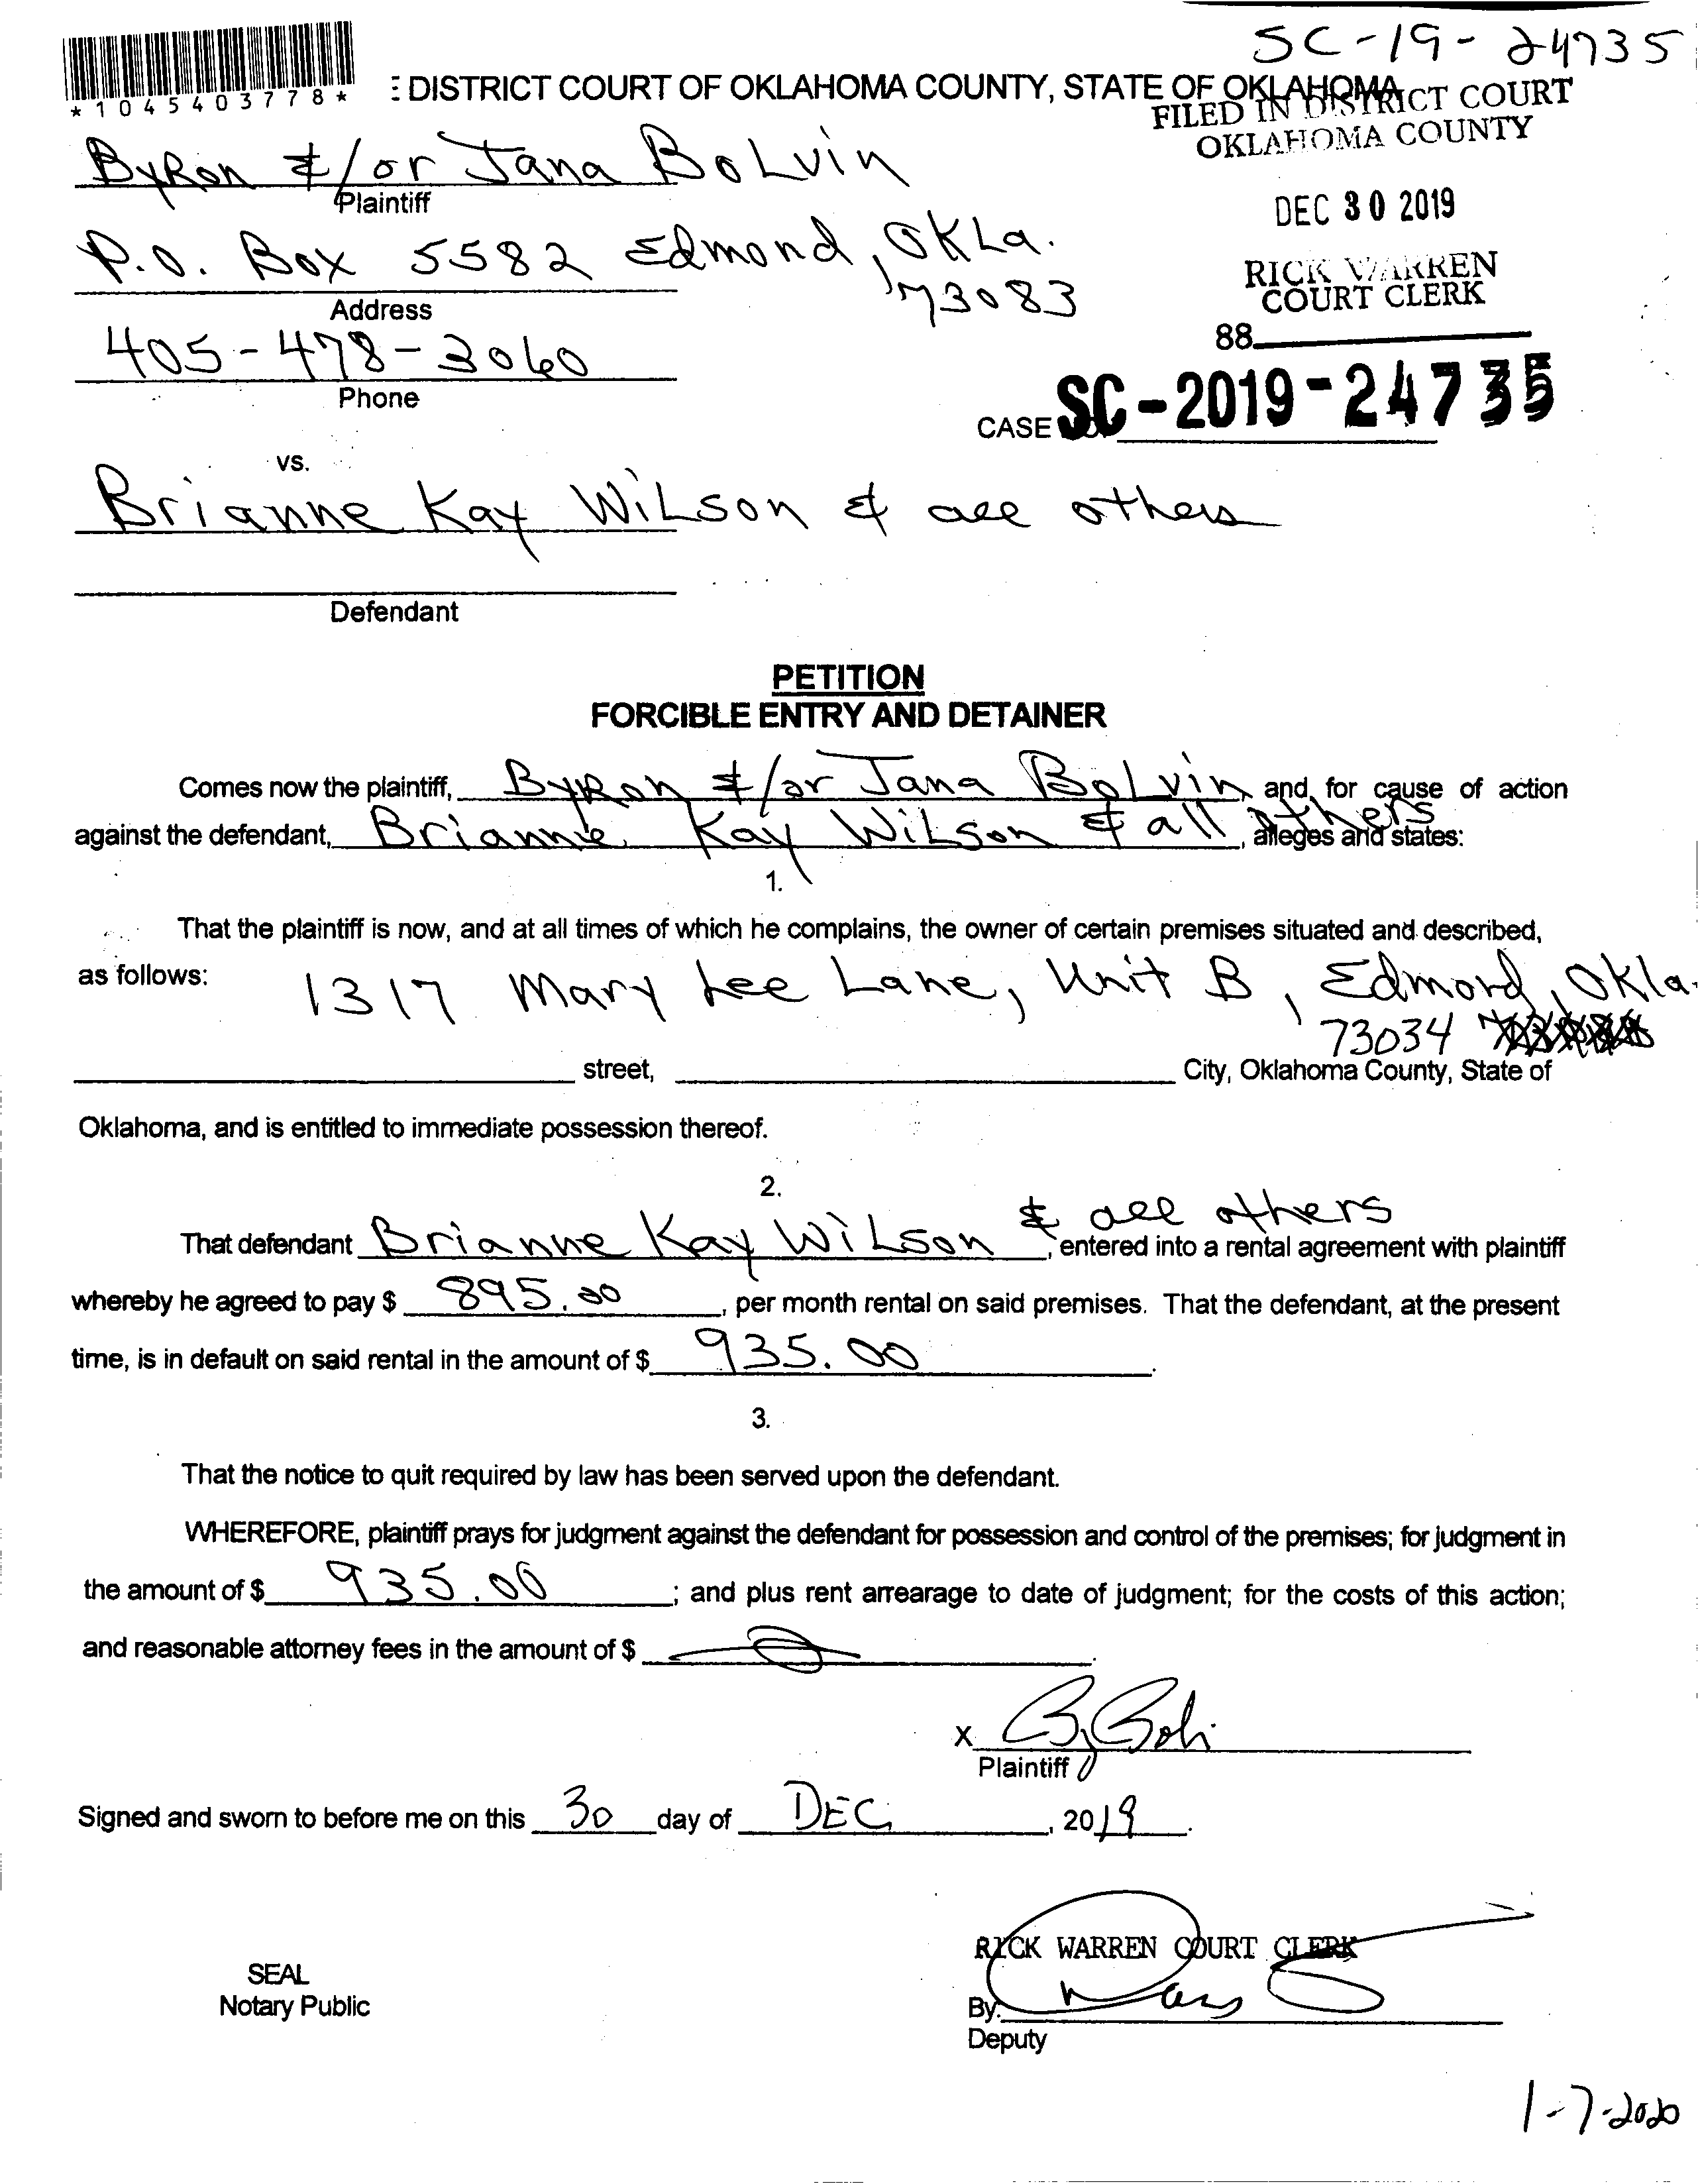 SC-19-24735
*1045403778*
: DISTRICT COURT OF OKLAHOMA COUNTY, STATE OF OKLAHOMA
FILED IN DISTRICT COURT
OKLAHOMA COUNTY
Byron &/or Jana Bolvin
Plaintiff
DEC 30 2019
P.O. Box 5582 Edmond, Okla.
73083
Address
RICK WARREN
COURT CLERK
405-478-3060
Phone
88
CASE SC-2019-24735
vs.
Brianne Kay Wilson & all others
Defendant
PETITION
FORCIBLE ENTRY AND DETAINER
Comes now the plaintiff, Byron &/or Jana Bolvin and, for cause of action
against the defendant, Brianne Kay Wilson & all others, alleges and states:
1.
That the plaintiff is now, and at all times of which he complains, the owner of certain premises situated and described,
as follows: 1317 Mary Lee Lane, Unit B, Edmond, Okla.
73034
street, City, Oklahoma County, State of
Oklahoma, and is entitled to immediate possession thereof.
2.
That defendant Brianne Kay Wilson & all others, entered into a rental agreement with plaintiff
whereby he agreed to pay $ 895.00, per month rental on said premises. That the defendant, at the present
time, is in default on said rental in the amount of $ 935.00.
3.
That the notice to quit required by law has been served upon the defendant.
WHEREFORE, plaintiff prays for judgment against the defendant for possession and control of the premises; for judgment in
the amount of $ 935.00; and plus rent arrearage to date of judgment; for the costs of this action;
and reasonable attorney fees in the amount of $
X
Plaintiff
Signed and sworn to before me on this 30 day of DEC, 2019.
RICK WARREN COURT CLERK
SEAL
Notary Public
By:
Deputy
1-7-2020